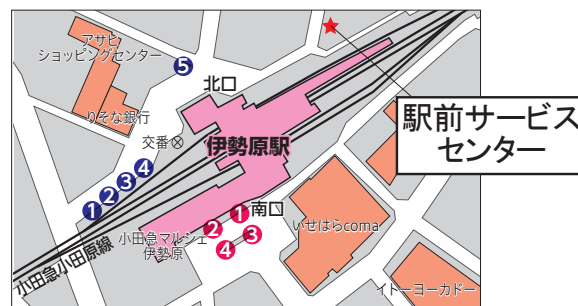 アサヒ
ショッピングセンター
5
北口
りそな銀行
交番
伊勢原駅
駅前サービス
センター
4
3
2
1
小田急小田原線
1
南口
2
3
4
小田急マルシェ
伊勢原
いせはらcoma
イトーヨーカドー